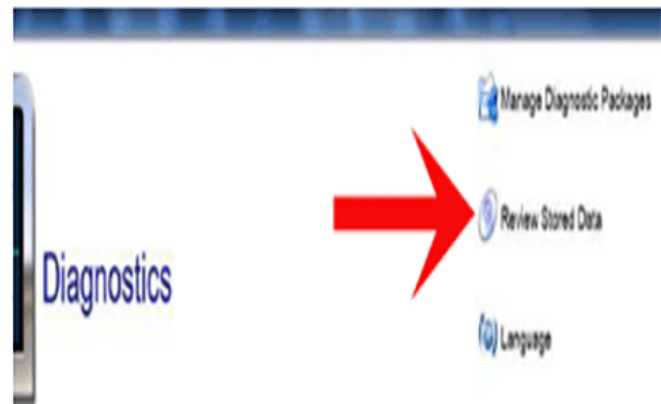 Manage Diagnostic Packages
Review Stored Data
Diagnostics
Language